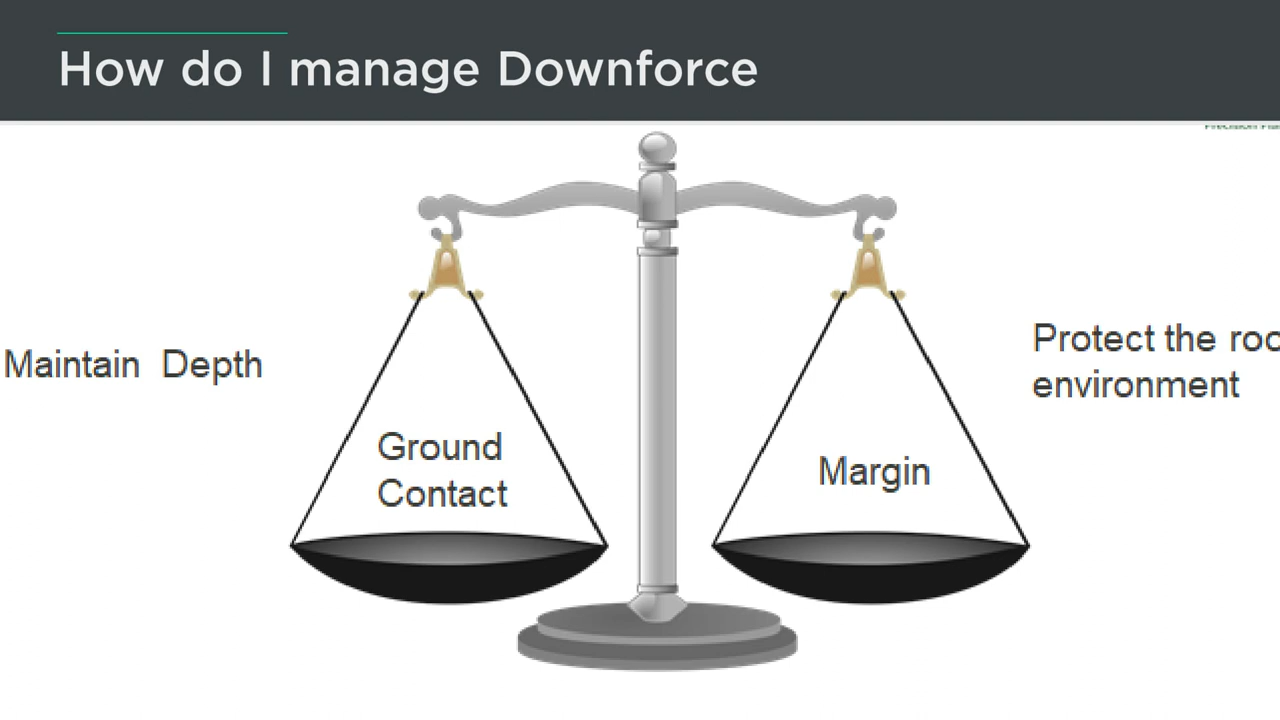 How do I manage Downforce
Maintain Depth
Ground
Contact
Margin
Protect the
environment